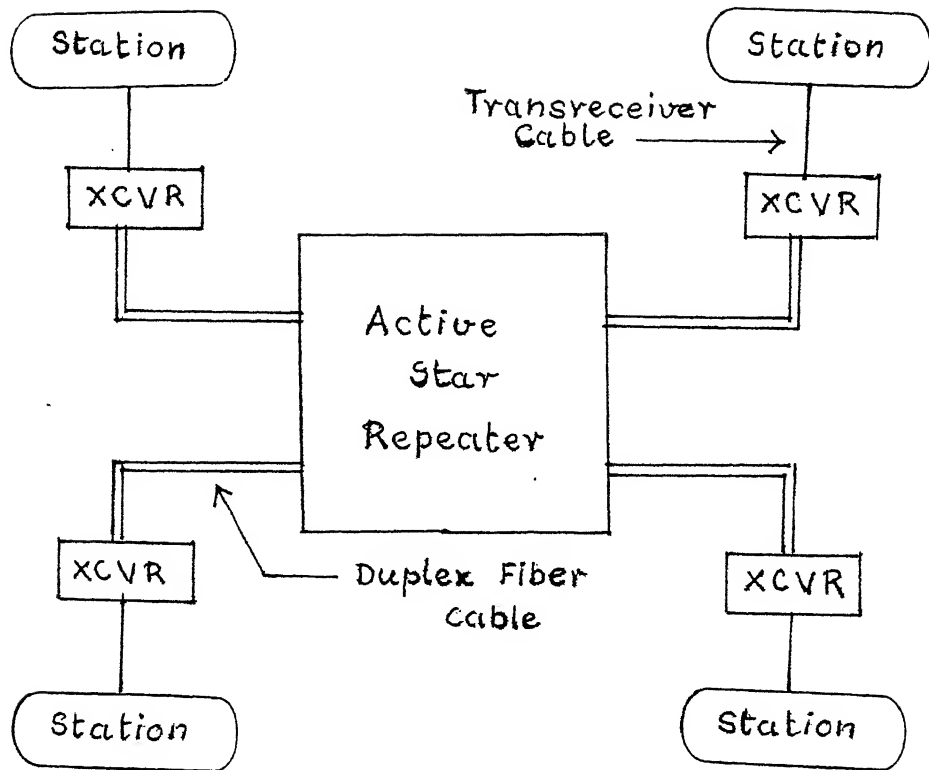 Station
Station
Transreceiver
Cable
XCVR
XCVR
Active
Star
Repeater
XCVR
Duplex Fiber
Cable
XCVR
Station
Station